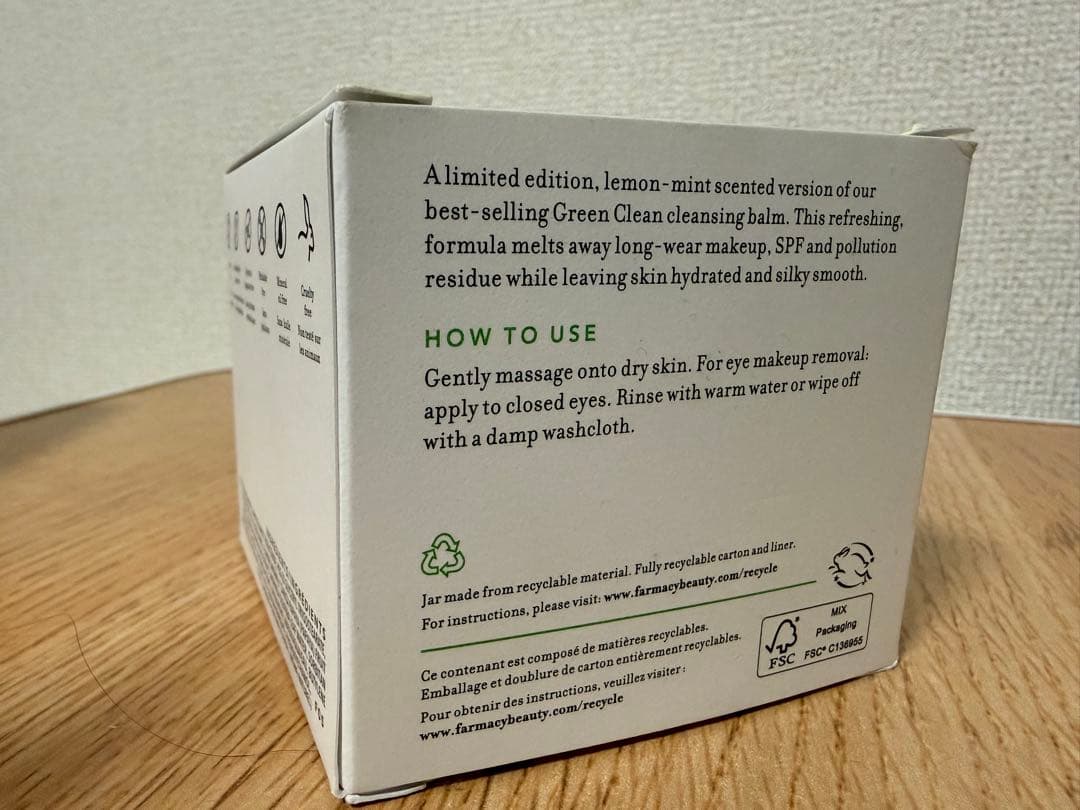 A limited edition, lemon-mint scented version of our
best-selling Green Clean cleansing balm. This refreshing,
formula melts away long-wear makeup, SPF and pollution
residue while leaving skin hydrated and silky smooth.
HOW TO USE
Gently massage onto dry skin. For eye makeup removal:
apply to closed eyes. Rinse with warm water or wipe off
with a damp washcloth.
Jar made from recyclable material. Fully recyclable carton and liner.
For instructions, please visit: www.farmacybeauty.com/recycle
Ce contenant est composé de matières recyclables.
Emballage et doublure de carton entièrement recyclables.
Pour obtenir des instructions, veuillez visiter :
www.farmacybeauty.com/recycle
FSC
MIX
Packaging
FSC® C136955
Cruelty
free
Non testé sur
les animaux